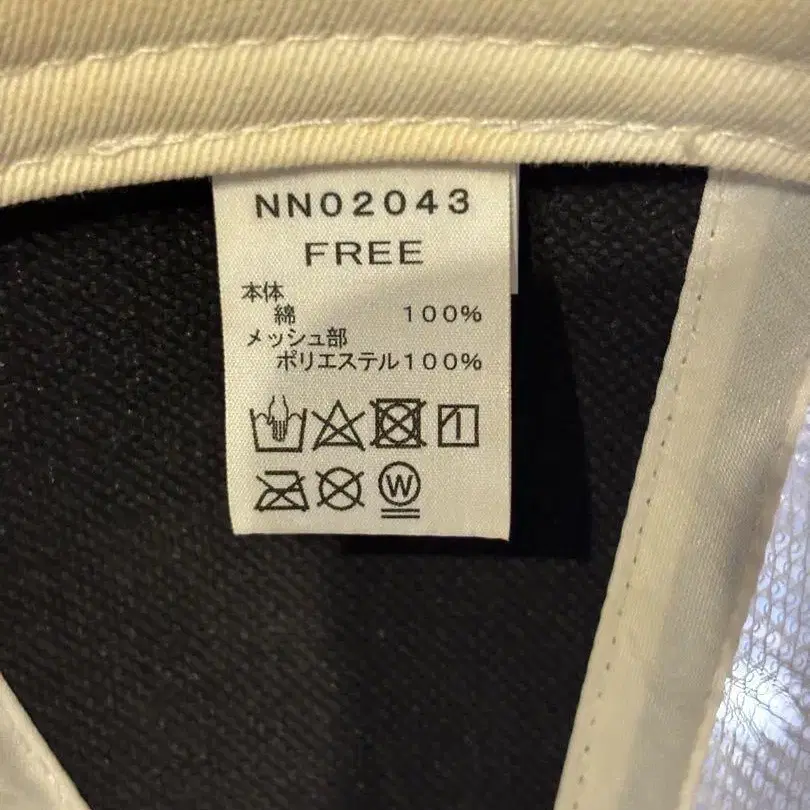 NN02043
FREE
本体
綿 100%
メッシュ部
ポリエステル100%
W